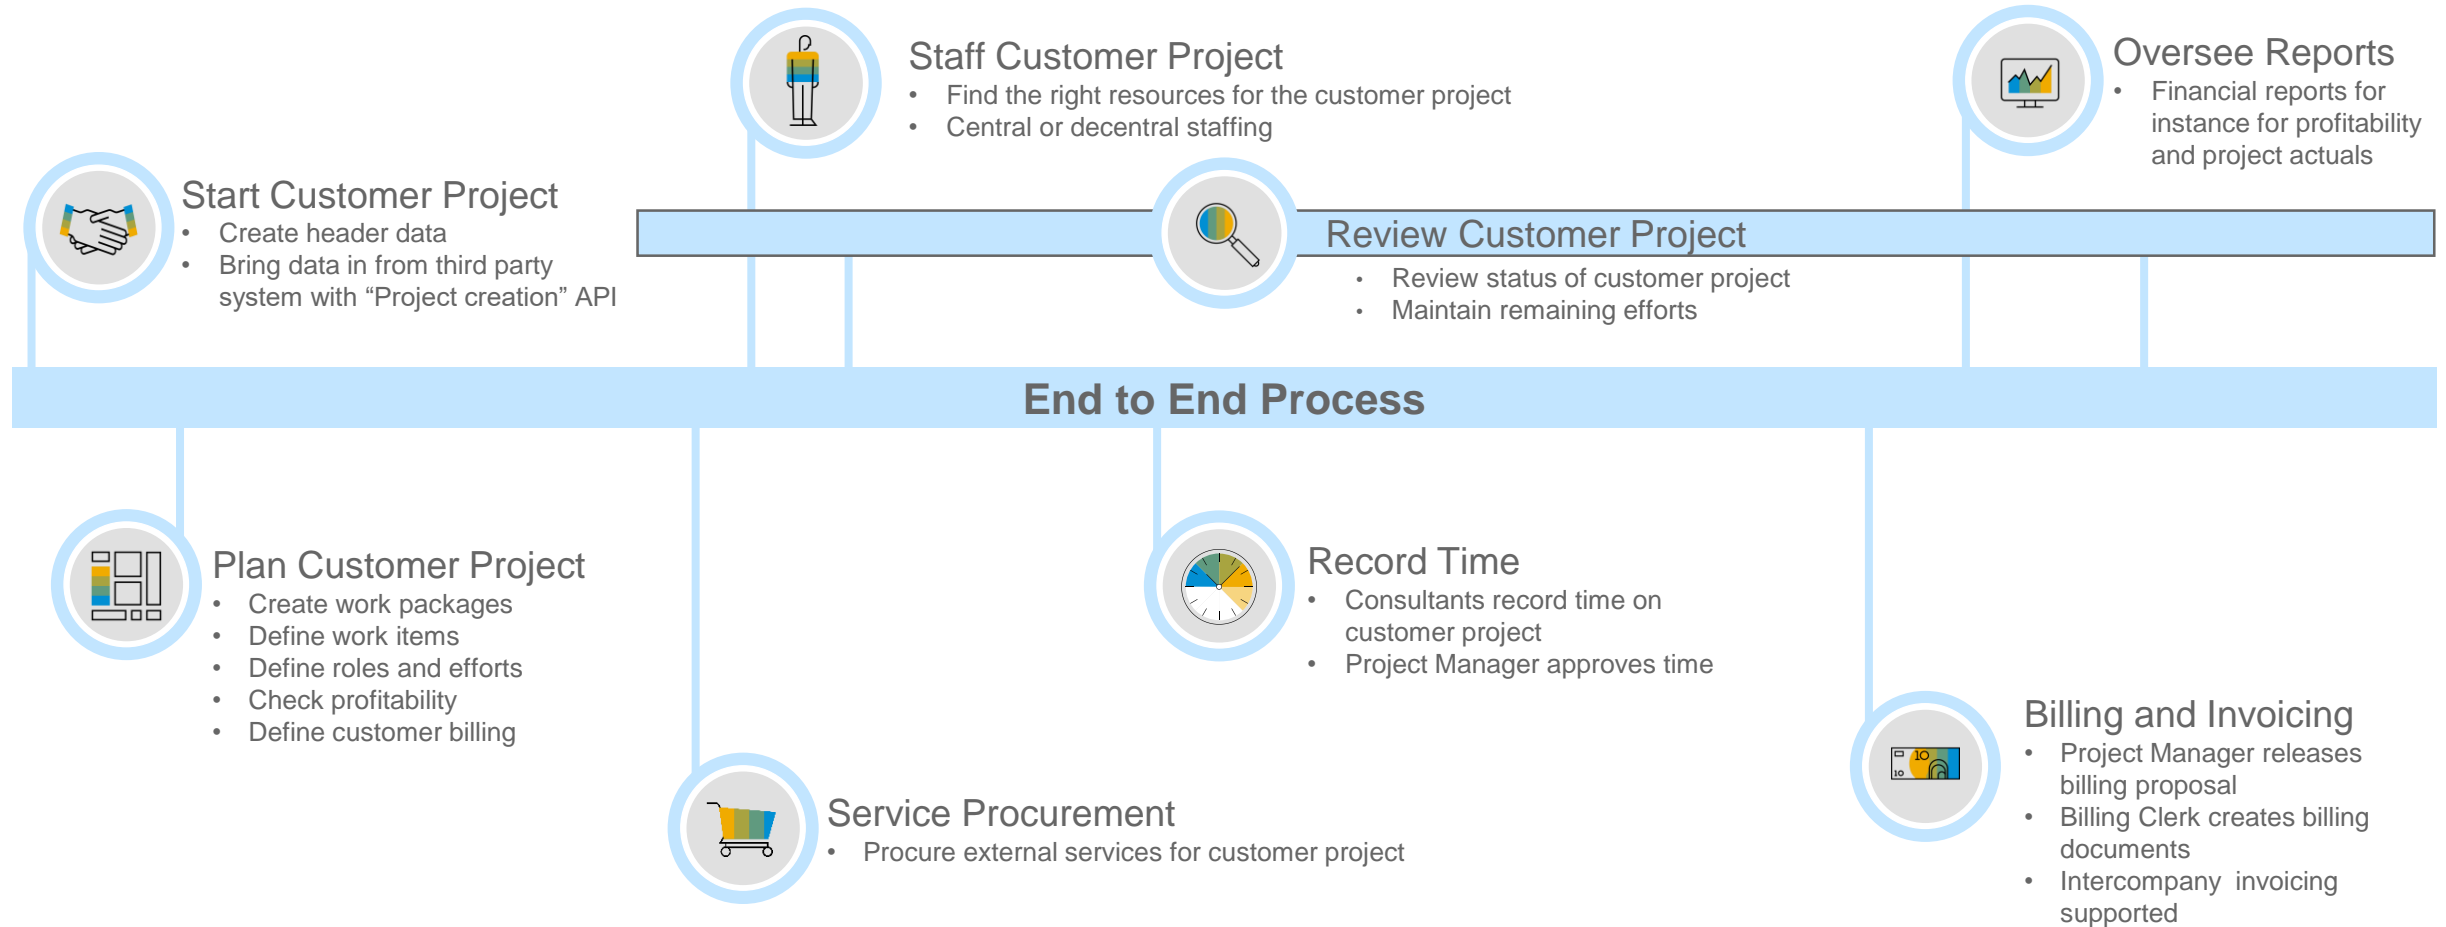 Start Customer Project
• Create header data
• Bring data in from third party
system with “Project creation” API
Staff Customer Project
• Find the right resources for the customer project
• Central or decentral staffing
Oversee Reports
• Financial reports for
instance for profitability
and project actuals
Review Customer Project
• Review status of customer project
• Maintain remaining efforts
End to End Process
Plan Customer Project
• Create work packages
• Define work items
• Define roles and efforts
• Check profitability
• Define customer billing
Service Procurement
• Procure external services for customer project
Record Time
• Consultants record time on
customer project
• Project Manager approves time
10
10
Billing and Invoicing
• Project Manager releases
billing proposal
• Billing Clerk creates billing
documents
• Intercompany invoicing
supported